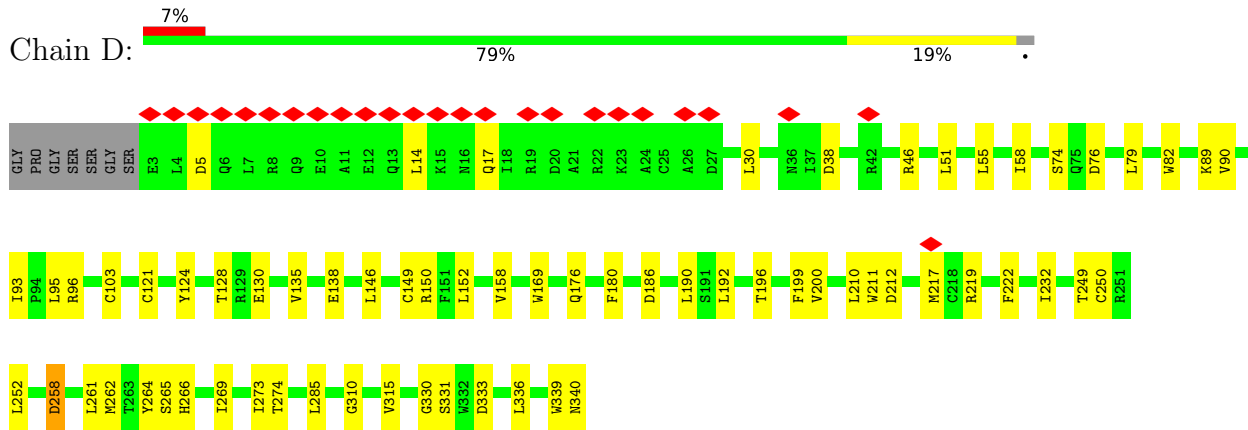 7%
Chain D:
79% 19% .
GLY PRO GLY SER SER GLY SER E3 L4 D5 Q6 L7 R8 Q9 E10 A11 E12 Q13 L14 K15 N16 Q17 I18 R19 D20 A21 R22 K23 A24 C25 A26 D27 L30 N36 I37 D38 R42 R46 L51 L55 I58 S74 Q75 D76 L79 W82 K89 V90
I93 P94 L95 R96 C103 C121 Y124 T128 R129 E130 V135 E138 L146 C149 R150 F151 L152 V158 W169 Q176 F180 D186 L190 S191 L192 T196 F199 V200 L210 W211 D212 M217 C218 R219 F222 I232 T249 C250 R251
L252 D258 L261 M262 T263 Y264 S265 H266 I269 I273 T274 L285 G310 V315 G330 S331 W332 D333 L336 W339 N340